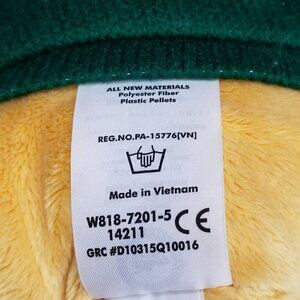 ALL NEW MATERIALS
Polyester Fiber
Plastic Pellets
REG.NO.PA-15776[VN]
Made in Vietnam
W818-7201-5 CE
14211
GRC #D10315Q10016